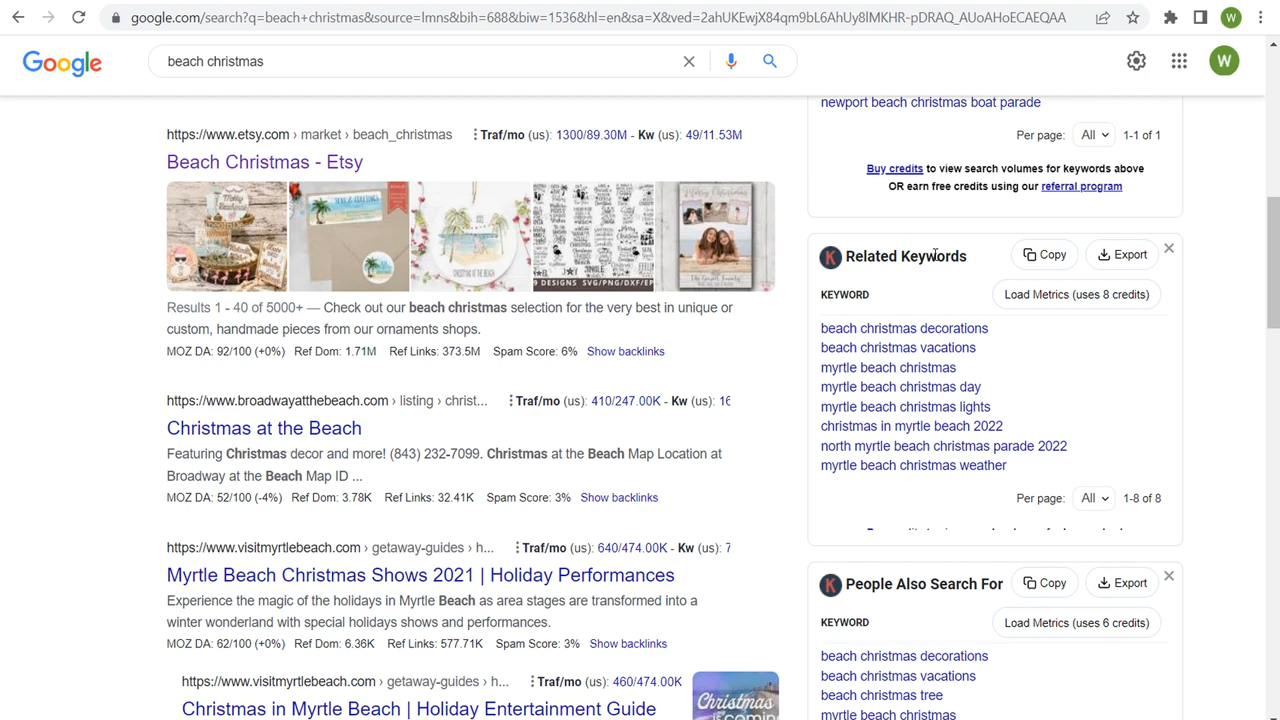 google.com/search?q=beach+christmas&source=lmns&bih=688&biw=1536&hl=en&sa=X&ved=2ahUKEwjX84qm9bL6AhUy8lMKHR-pDRAQ_AUoAHoECAEQAA
W
Google
beach christmas
W
https://www.etsy.com › market › beach_christmas
Traf/mo (us): 1300/89.30M - Kw (us): 49/11.53M
Beach Christmas - Etsy
9 DESIGNS SVG/PNG/DXF/EP
Results 1 - 40 of 5000+ — Check out our beach christmas selection for the very best in unique or
custom, handmade pieces from our ornaments shops.
MOZ DA: 92/100 (+0%) Ref Dom: 1.71M Ref Links: 373.5M Spam Score: 6% Show backlinks
https://www.broadwayatthebeach.com › listing › christ...
Traf/mo (us): 410/247.00K - Kw (us): 16
Christmas at the Beach
Featuring Christmas decor and more! (843) 232-7099. Christmas at the Beach Map Location at
Broadway at the Beach Map ID ...
MOZ DA: 52/100 (-4%) Ref Dom: 3.78K Ref Links: 32.41K Spam Score: 3% Show backlinks
https://www.visitmyrtlebeach.com › getaway-guides › h...
Traf/mo (us): 640/474.00K - Kw (us): 7
Myrtle Beach Christmas Shows 2021 | Holiday Performances
Experience the magic of the holidays in Myrtle Beach as area stages are transformed into a
winter wonderland with special holidays shows and performances.
MOZ DA: 62/100 (+0%) Ref Dom: 6.36K Ref Links: 577.71K Spam Score: 3% Show backlinks
https://www.visitmyrtlebeach.com › getaway-guides › h...
Traf/mo (us): 460/474.00K
Christmas in Myrtle Beach | Holiday Entertainment Guide
Christmas
newport beach christmas boat parade
Per page: All 1-1 of 1
Buy credits to view search volumes for keywords above
OR earn free credits using our referral program
K Related Keywords Copy Export
KEYWORD Load Metrics (uses 8 credits)
beach christmas decorations
beach christmas vacations
myrtle beach christmas
myrtle beach christmas day
myrtle beach christmas lights
christmas in myrtle beach 2022
north myrtle beach christmas parade 2022
myrtle beach christmas weather
Per page: All 1-8 of 8
K People Also Search For Copy Export
KEYWORD Load Metrics (uses 6 credits)
beach christmas decorations
beach christmas vacations
beach christmas tree
myrtle beach christmas